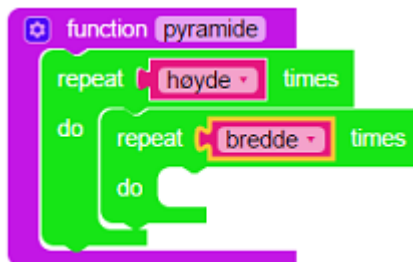 function pyramide
repeat høyde times
do repeat bredde times
do